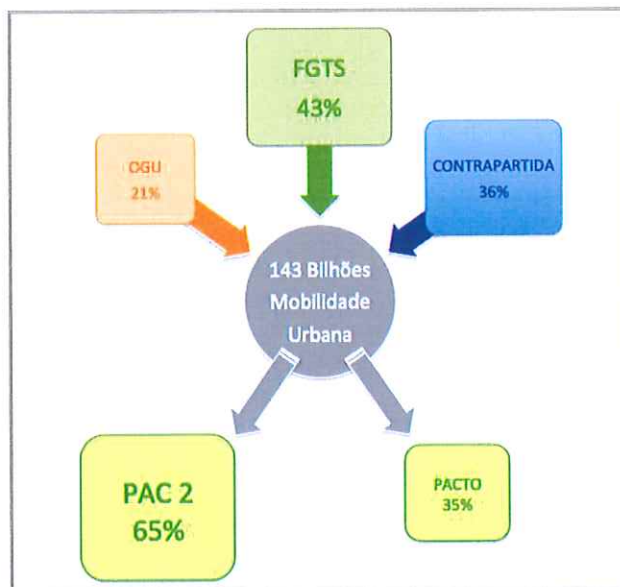 FGTS
43%
OGU
21%
CONTRAPARTIDA
36%
143 Bilhões
Mobilidade
Urbana
PAC 2
65%
PACTO
35%